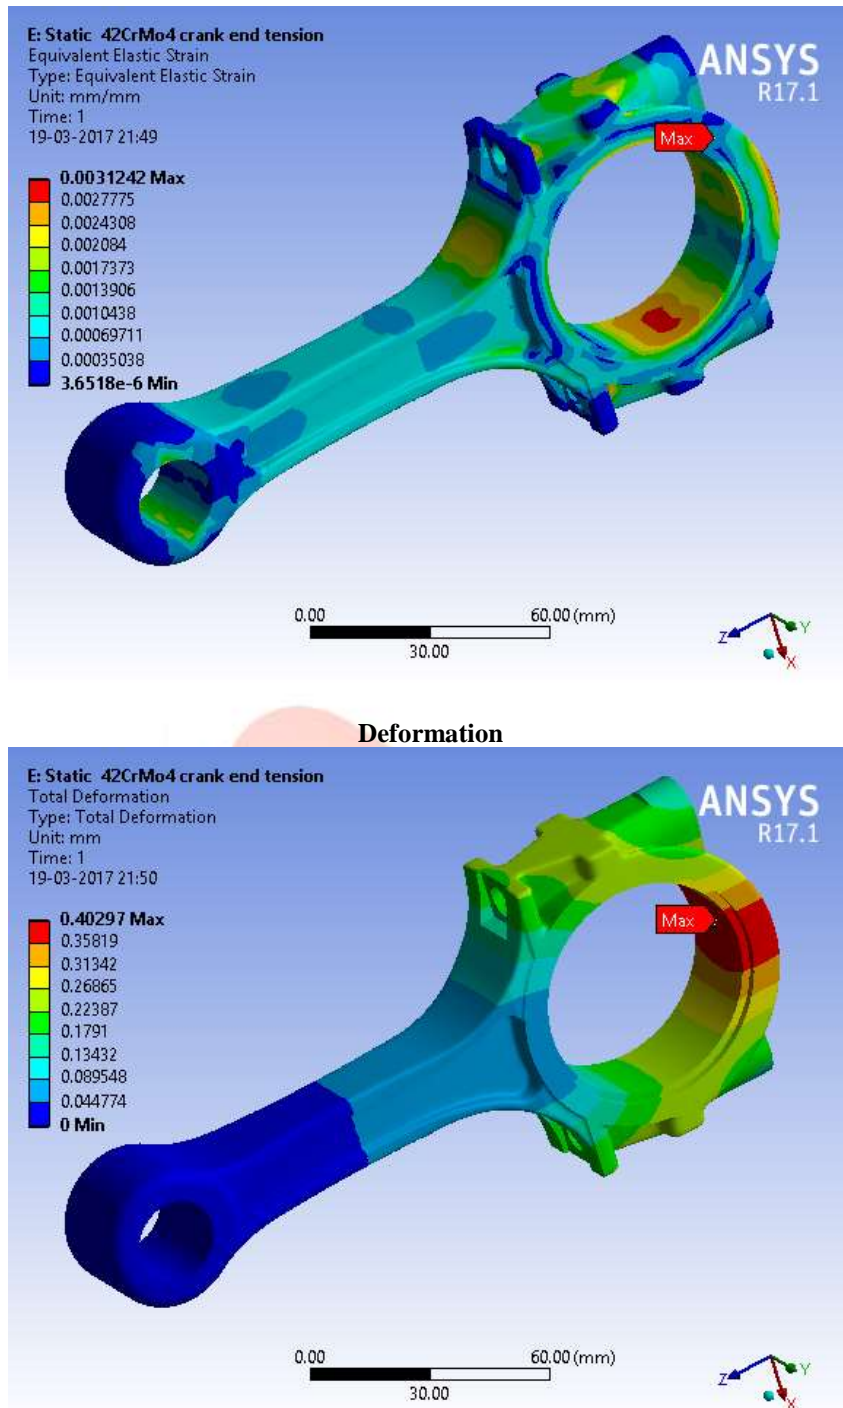 E: Static 42CrMo4 crank end tension
Equivalent Elastic Strain
Type: Equivalent Elastic Strain
Unit: mm/mm
Time: 1
19-03-2017 21:49
ANSYS
R17.1
Max
0.0031242 Max
0.0027775
0.0024308
0.002084
0.0017373
0.0013906
0.0010438
0.00069711
0.00035038
3.6518e-6 Min
0.00
60.00 (mm)
30.00
Z
Y
X
Deformation
E: Static 42CrMo4 crank end tension
Total Deformation
Type: Total Deformation
Unit: mm
Time: 1
19-03-2017 21:50
ANSYS
R17.1
Max
0.40297 Max
0.35819
0.31342
0.26865
0.22387
0.1791
0.13432
0.089548
0.044774
0 Min
0.00
60.00 (mm)
30.00
Z
Y
X